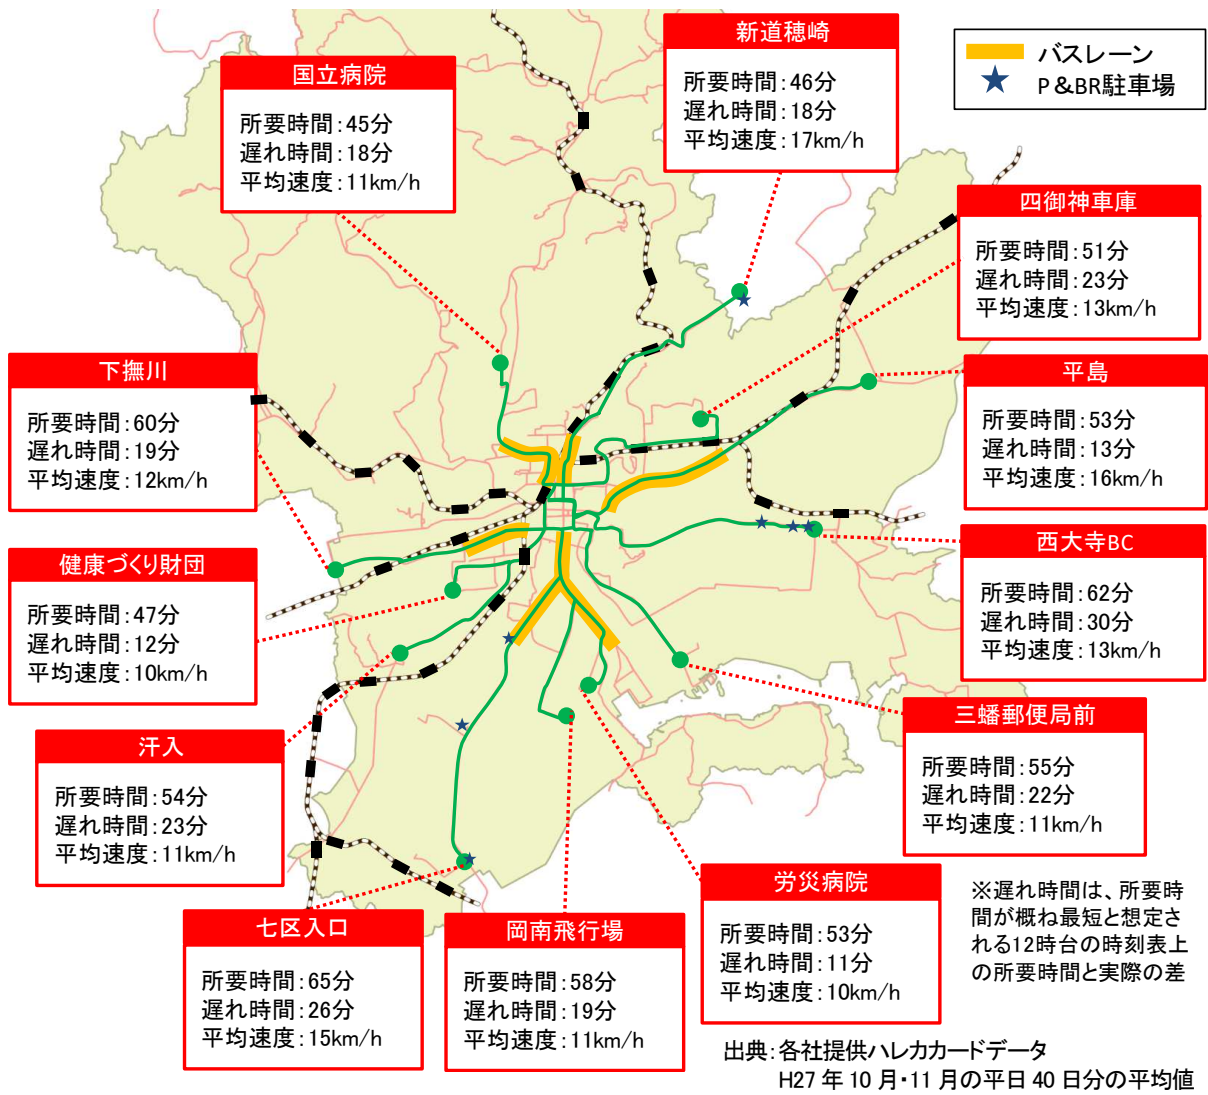 バスレーン
P&BR駐車場
新道穂崎
所要時間:46分
遅れ時間:18分
平均速度:17km/h
国立病院
所要時間:45分
遅れ時間:18分
平均速度:11km/h
四御神車庫
所要時間:51分
遅れ時間:23分
平均速度:13km/h
下撫川
所要時間:60分
遅れ時間:19分
平均速度:12km/h
平島
所要時間:53分
遅れ時間:13分
平均速度:16km/h
健康づくり財団
所要時間:47分
遅れ時間:12分
平均速度:10km/h
西大寺BC
所要時間:62分
遅れ時間:30分
平均速度:13km/h
汗入
所要時間:54分
遅れ時間:23分
平均速度:11km/h
三蟠郵便局前
所要時間:55分
遅れ時間:22分
平均速度:11km/h
七区入口
所要時間:65分
遅れ時間:26分
平均速度:15km/h
岡南飛行場
所要時間:58分
遅れ時間:19分
平均速度:11km/h
労災病院
所要時間:53分
遅れ時間:11分
平均速度:10km/h
※遅れ時間は、所要時
間が概ね最短と想定さ
れる12時台の時刻表上
の所要時間と実際の差
出典:各社提供ハレカカードデータ
H27 年 10 月・11 月の平日 40 日分の平均値